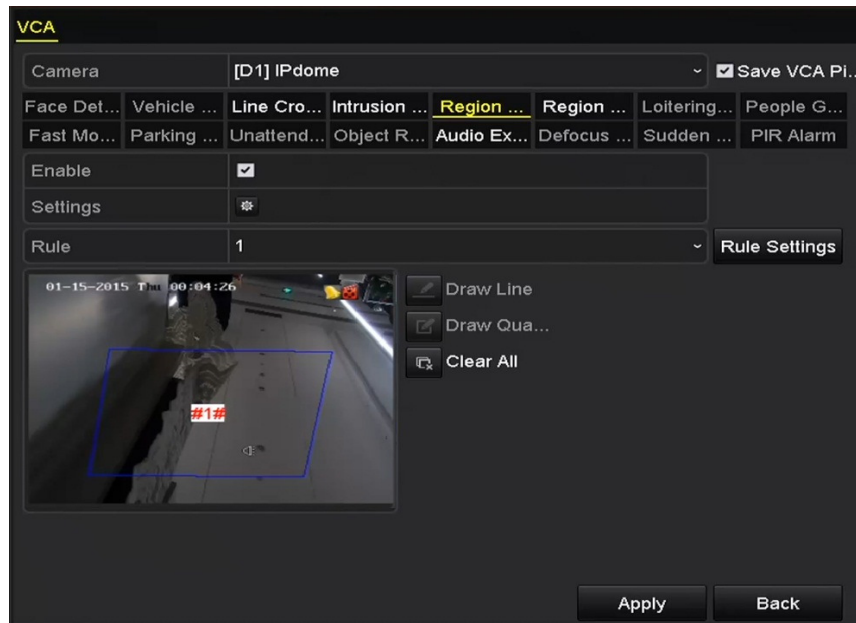 VCA
Camera [D1] IPdome Save VCA Pi..
Face Det... Vehicle ... Line Cro... Intrusion ... Region ... Region ... Loitering... People G...
Fast Mo... Parking ... Unattend... Object R... Audio Ex... Defocus ... Sudden ... PIR Alarm
Enable
Settings
Rule 1 Rule Settings
01-15-2015 Thu 00:04:26
Draw Line
Draw Qua...
Clear All
#1#
Apply Back